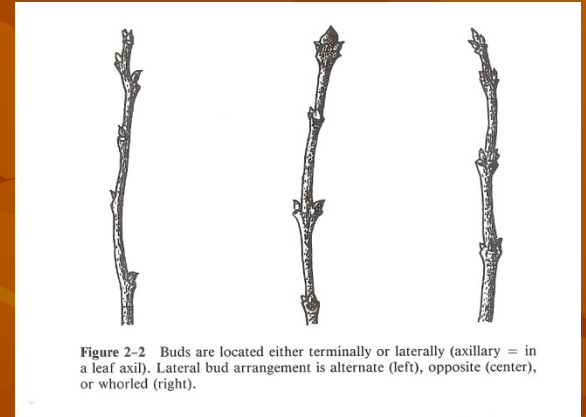 Figure 2-2 Buds are located either terminally or laterally (axillary = in
a leaf axil). Lateral bud arrangement is alternate (left), opposite (center),
or whorled (right).